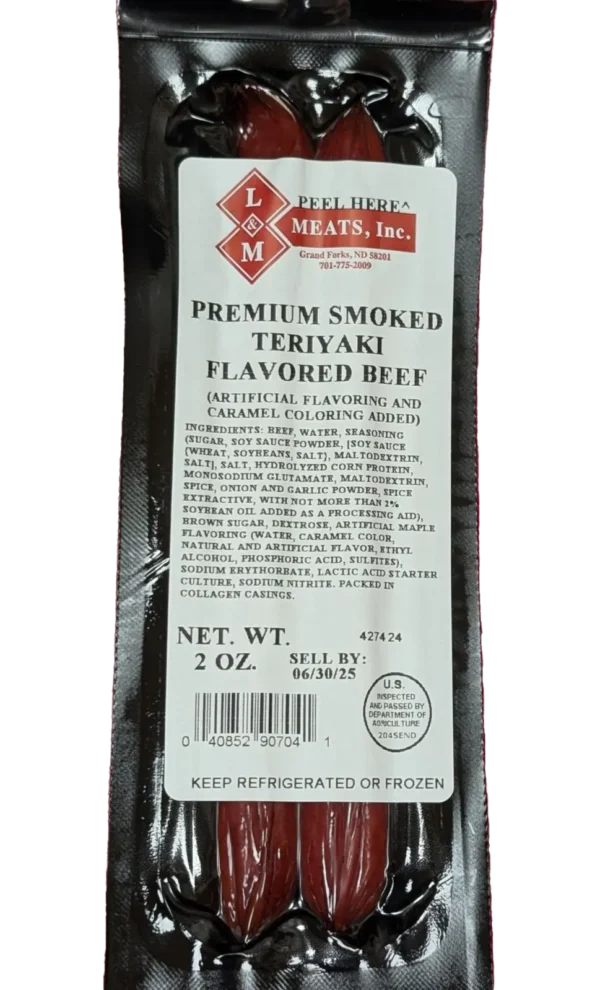 L
&
M
PEEL HERE^
MEATS, Inc.
Grand Forks, ND 58201
701-775-2009
PREMIUM SMOKED
TERIYAKI
FLAVORED BEEF
(ARTIFICIAL FLAVORING AND
CARAMEL COLORING ADDED)
INGREDIENTS: BEEF, WATER, SEASONING
(SUGAR, SOY SAUCE POWDER, [SOY SAUCE
(WHEAT, SOYBEANS, SALT), MALTODEXTRIN,
SALT], SALT, HYDROLYZED CORN PROTEIN,
MONOSODIUM GLUTAMATE, MALTODEXTRIN,
SPICE, ONION AND GARLIC POWDER, SPICE
EXTRACTIVE, WITH NOT MORE THAN 2%
SOYBEAN OIL ADDED AS A PROCESSING AID),
BROWN SUGAR, DEXTROSE, ARTIFICIAL MAPLE
FLAVORING (WATER, CARAMEL COLOR,
NATURAL AND ARTIFICIAL FLAVOR, ETHYL
ALCOHOL, PHOSPHORIC ACID, SULFITES),
SODIUM ERYTHORBATE, LACTIC ACID STARTER
CULTURE, SODIUM NITRITE. PACKED IN
COLLAGEN CASINGS.
NET. WT.
2 OZ.
427424
SELL BY:
06/30/25
U.S.
INSPECTED
AND PASSED BY
DEPARTMENT OF
AGRICULTURE
204SEND
0 40852 90704 1
KEEP REFRIGERATED OR FROZEN